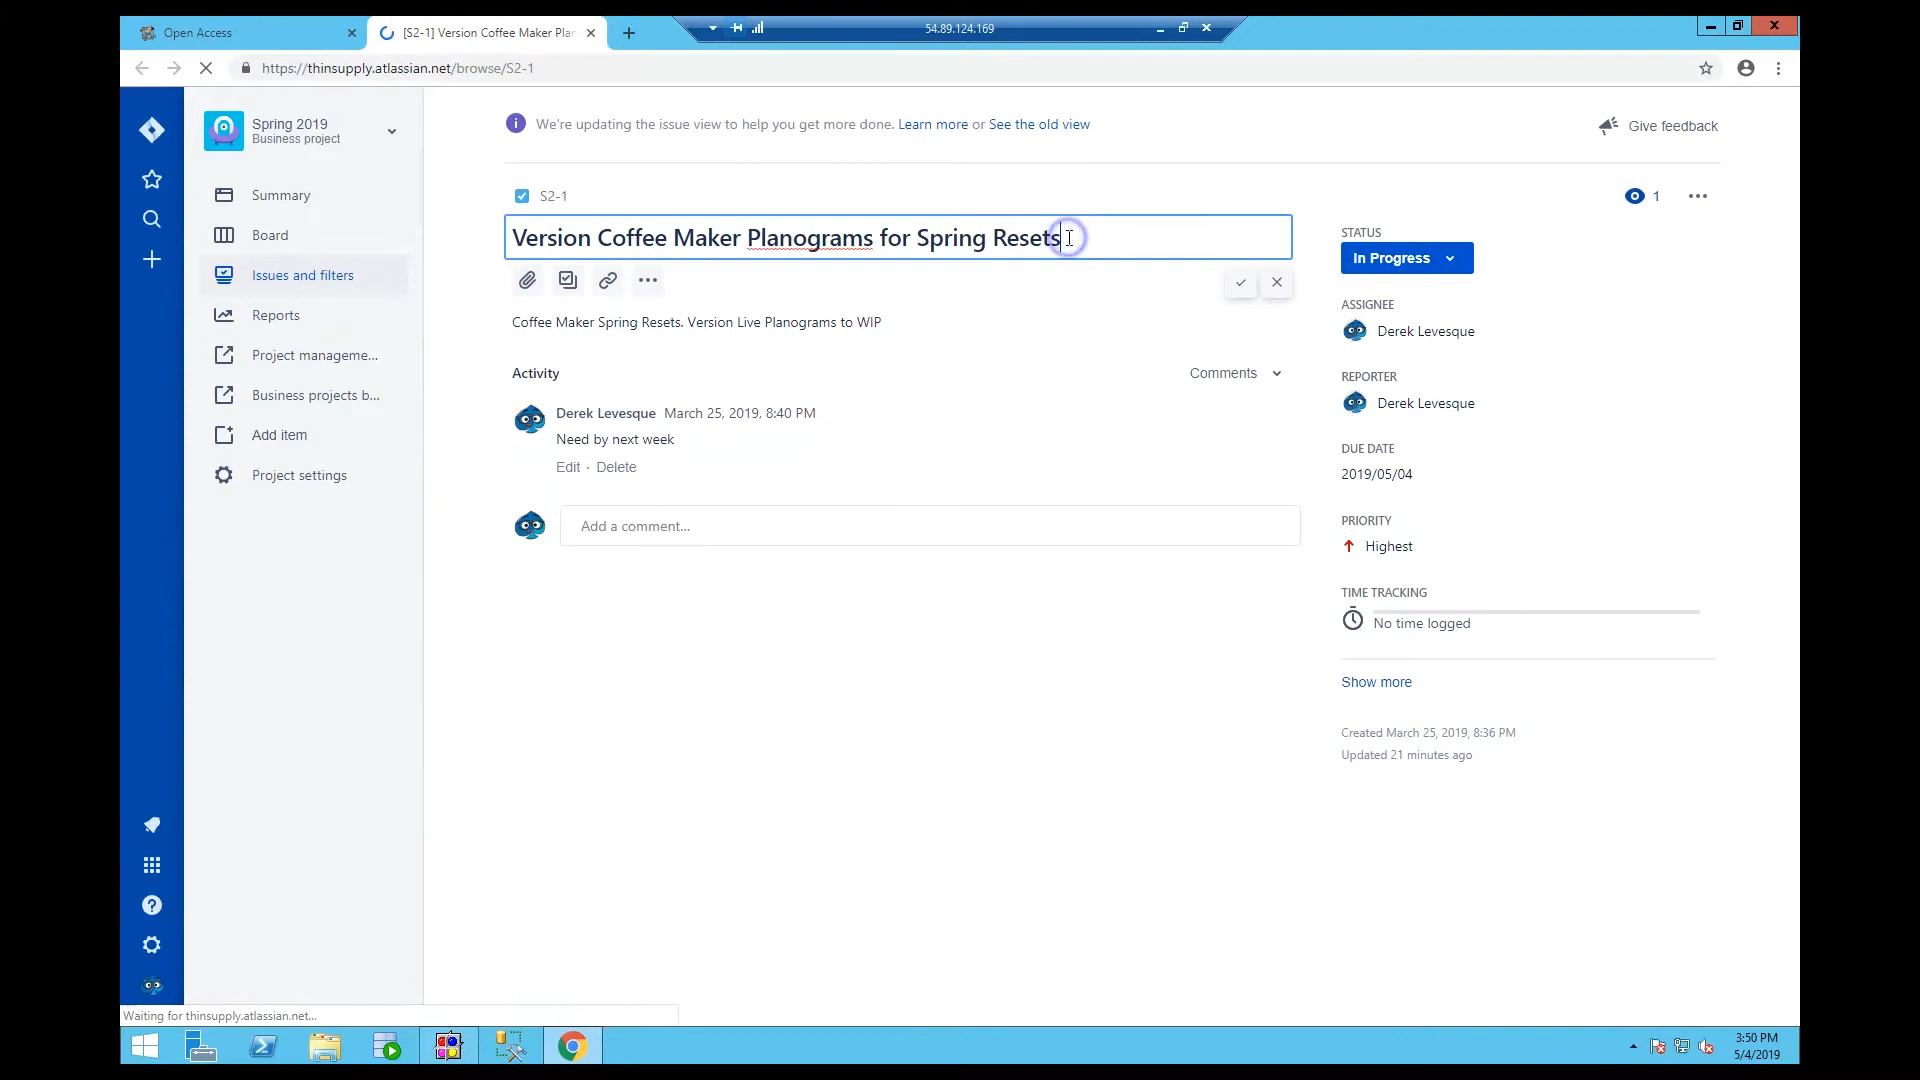 Open Access
[S2-1] Version Coffee Maker Plan
54.89.124.169
https://thinsupply.atlassian.net/browse/S2-1
Spring 2019
Business project
We're updating the issue view to help you get more done. Learn more or See the old view
Give feedback
Summary
Board
Issues and filters
Reports
Project manageme...
Business projects b...
Add item
Project settings
S2-1
1
Version Coffee Maker Planograms for Spring Resets
Coffee Maker Spring Resets. Version Live Planograms to WIP
Activity
Comments
Derek Levesque March 25, 2019, 8:40 PM
Need by next week
Edit · Delete
Add a comment...
STATUS
In Progress
ASSIGNEE
Derek Levesque
REPORTER
Derek Levesque
DUE DATE
2019/05/04
PRIORITY
Highest
TIME TRACKING
No time logged
Show more
Created March 25, 2019, 8:36 PM
Updated 21 minutes ago
Waiting for thinsupply.atlassian.net...
3:50 PM
5/4/2019